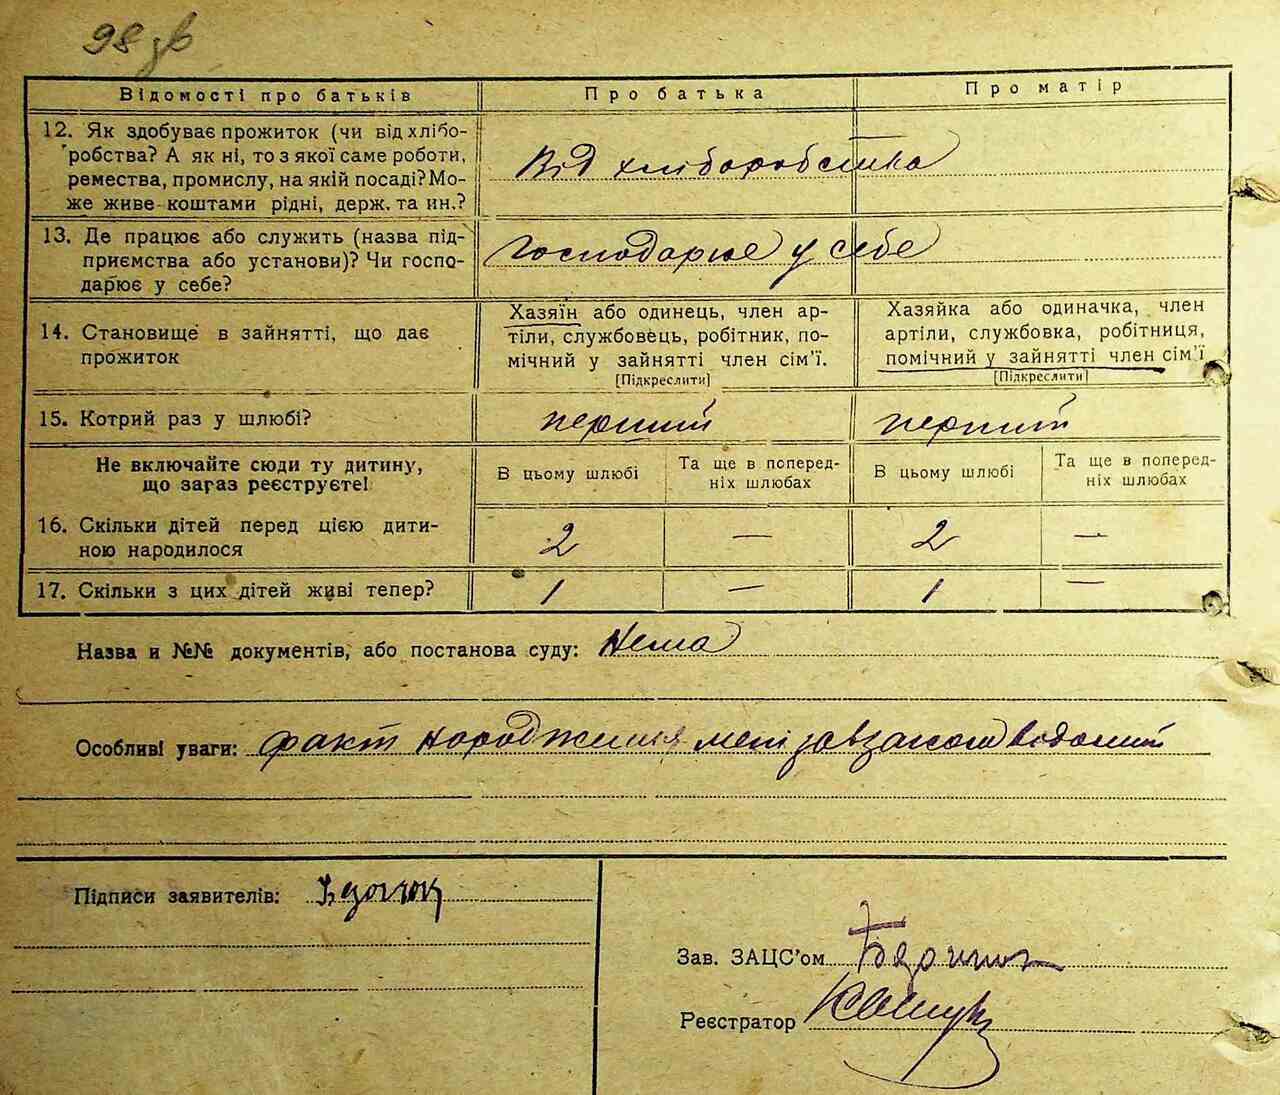 98 зв
Відомості про батьків Про батька Про матір
12. Як здобуває прожиток (чи від хлібо-
робства? А як ні, то з якої саме роботи,
ремества, промислу, на якій посаді? Мо-
же живе коштами рідні, держ. та ин.?
Від хліборобства
13. Де працює або служить (назва під-
приємства або установи)? Чи госпо-
дарює у себе?
Господарює у себе
14. Становище в зайнятті, що дає
прожиток
Хазяїн або одинець, член ар-
тіли, службовець, робітник, по-
мічний у зайнятті член сім'ї.
[Підкреслити]
Хазяйка або одиначка, член
артіли, службовка, робітниця,
помічний у зайнятті член сім'ї
[Підкреслити]
15. Котрий раз у шлюбі? перший перший
Не включайте сюди ту дитину,
що зараз реєструєте!
В цьому шлюбі
Та ще в поперед-
ніх шлюбах
В цьому шлюбі
Та ще в поперед-
ніх шлюбах
16. Скільки дітей перед цією дити-
ною народилося
2 — 2 —
17. Скільки з цих дітей живі тепер? 1 — 1 —
Назва и №№ документів, або постанова суду: Нема
Особливі уваги: факт народження мені завзагсом відомий
Підписи заявителів:
Зав. ЗАЦС'ом
Реєстратор